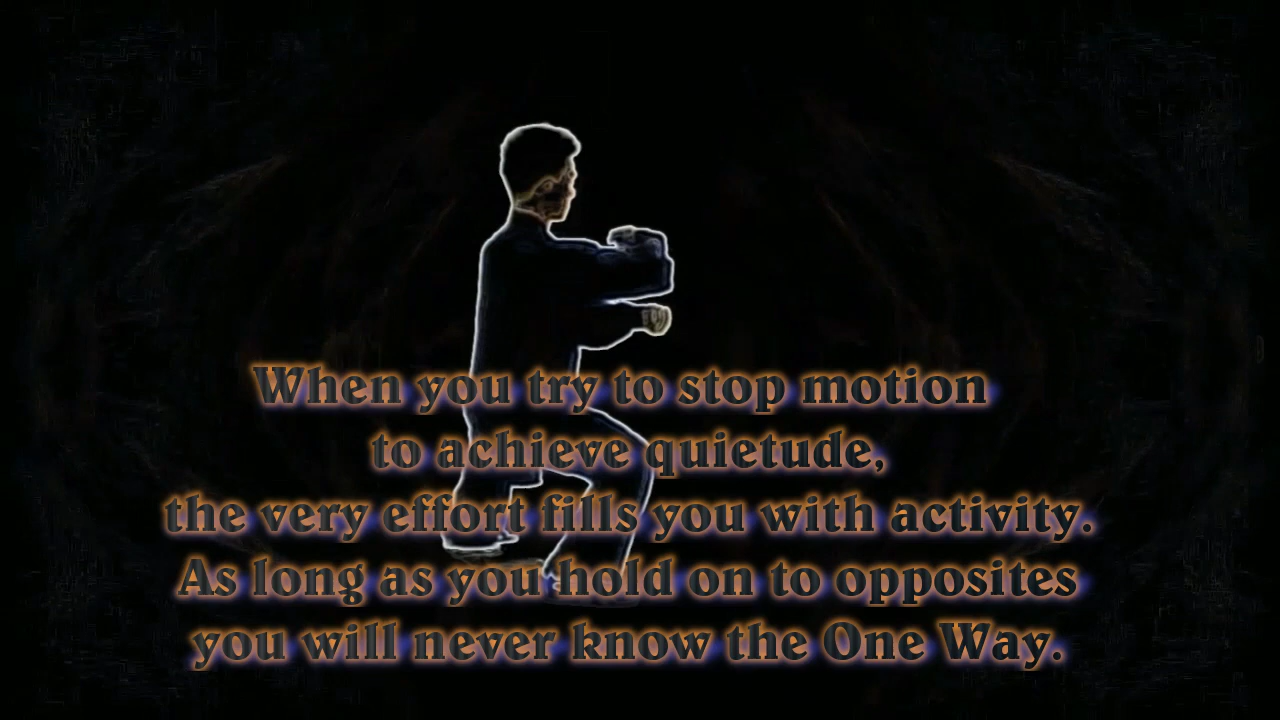 When you try to stop motion
to achieve quietude,
the very effort fills you with activity.
As long as you hold on to opposites
you will never know the One Way.